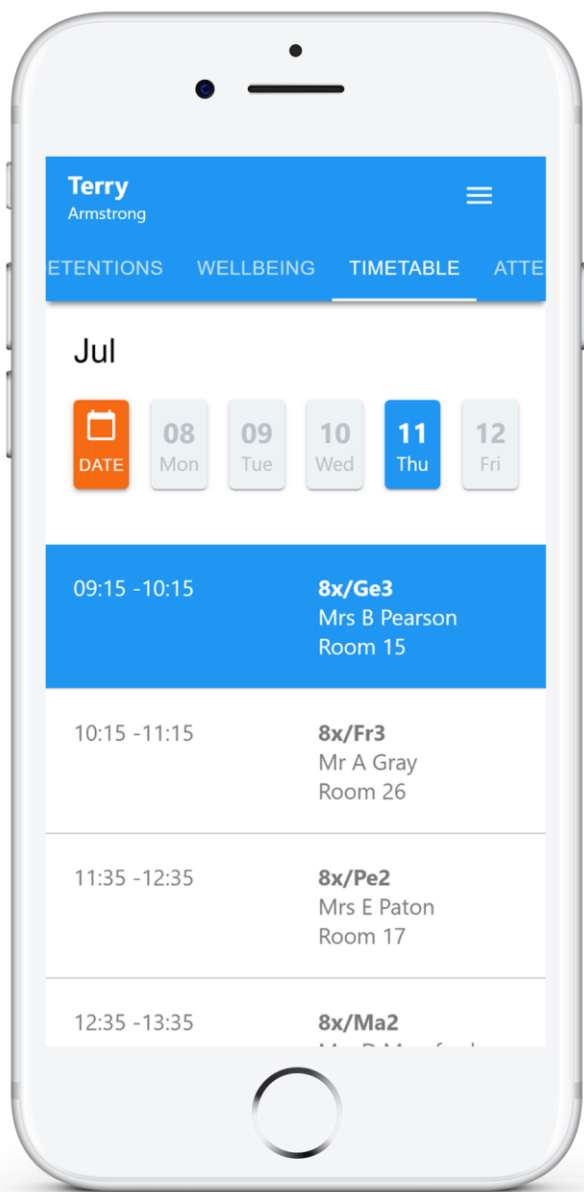 Terry
Armstrong
ETENTIONS WELLBEING TIMETABLE ATTE
Jul
DATE 08 Mon 09 Tue 10 Wed 11 Thu 12 Fri
09:15 -10:15 8x/Ge3
Mrs B Pearson
Room 15
10:15 -11:15 8x/Fr3
Mr A Gray
Room 26
11:35 -12:35 8x/Pe2
Mrs E Paton
Room 17
12:35 -13:35 8x/Ma2